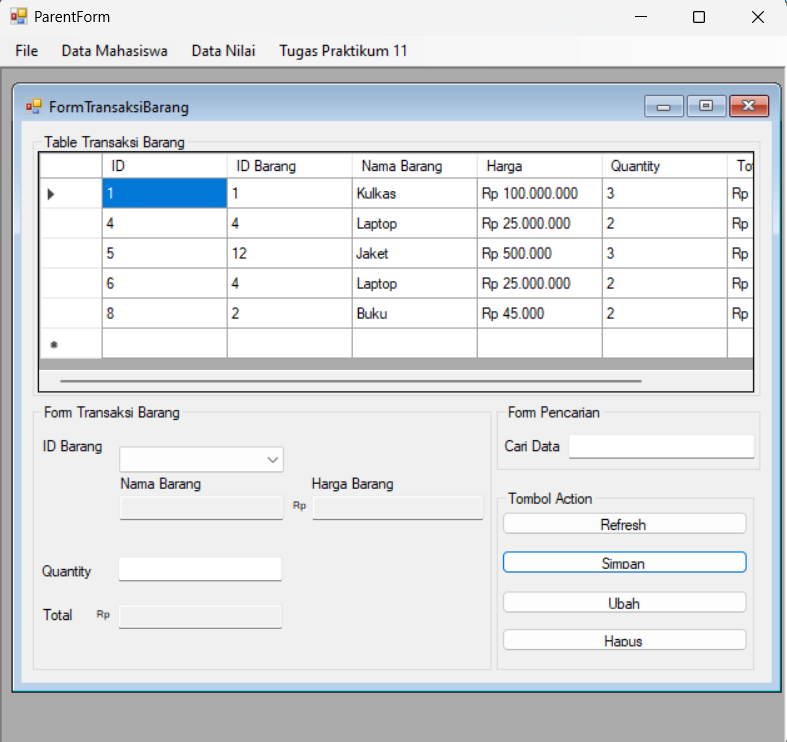 ParentForm
File Data Mahasiswa Data Nilai Tugas Praktikum 11
FormTransaksiBarang
Table Transaksi Barang
ID ID Barang Nama Barang Harga Quantity
1 1 Kulkas Rp 100.000.000 3 Rp
4 4 Laptop Rp 25.000.000 2 Rp
5 12 Jaket Rp 500.000 3 Rp
6 4 Laptop Rp 25.000.000 2 Rp
8 2 Buku Rp 45.000 2 Rp
Form Transaksi Barang
ID Barang
Nama Barang Harga Barang
Rp
Quantity
Total Rp
Form Pencarian
Cari Data
Tombol Action
Refresh
Simpan
Ubah
Hapus